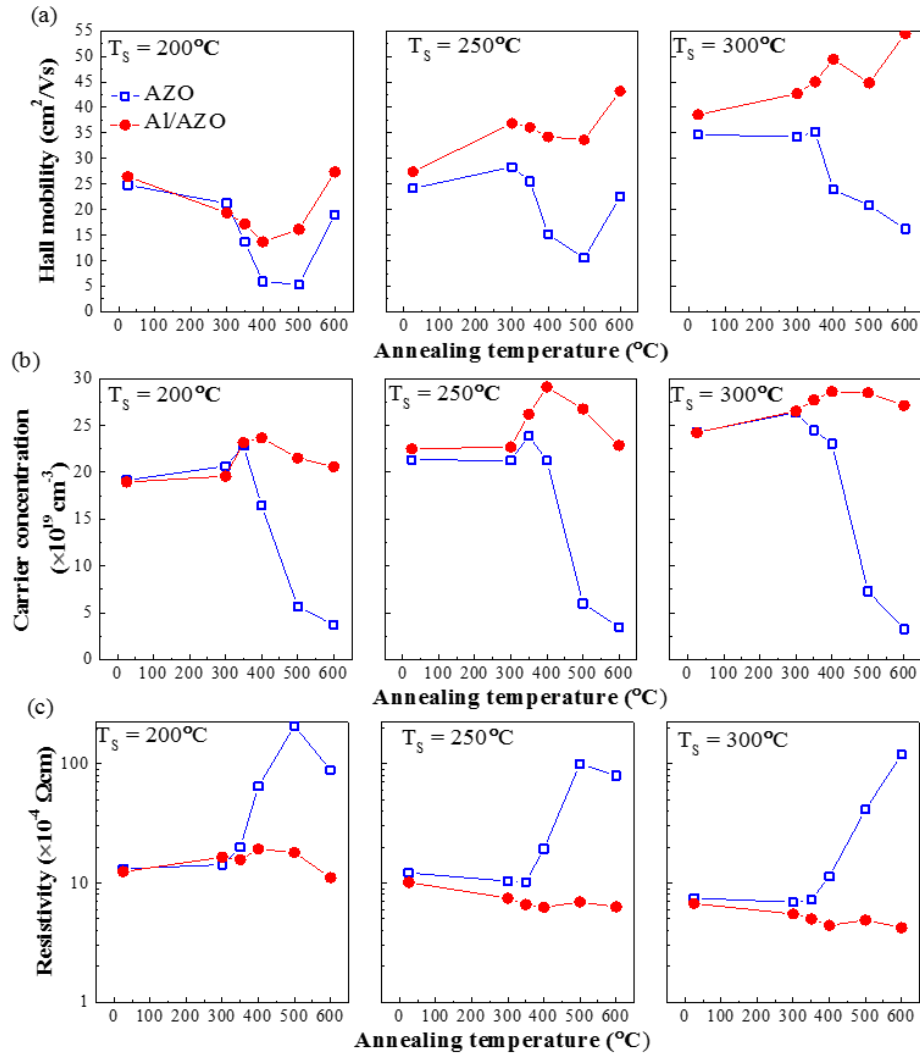 (a)
Hall mobility (cm²/Vs)
55
50
45
40
35
30
25
20
15
10
5
0
T_S = 200°C
AZO
Al/AZO
T_S = 250°C
T_S = 300°C
0 100 200 300 400 500 600
0 100 200 300 400 500 600
0 100 200 300 400 500 600
Annealing temperature (°C)
(b)
Carrier concentration
(×10¹⁹ cm⁻³
30
25
20
15
10
5
0
T_S = 200°C
T_S = 250°C
T_S = 300°C
0 100 200 300 400 500 600
0 100 200 300 400 500 600
0 100 200 300 400 500 600
Annealing temperature (°C)
(c)
Resistivity (×10⁻⁴ Ωcm)
100
10
1
T_S = 200°C
T_S = 250°C
T_S = 300°C
0 100 200 300 400 500 600
0 100 200 300 400 500 600
0 100 200 300 400 500 600
Annealing temperature (°C)